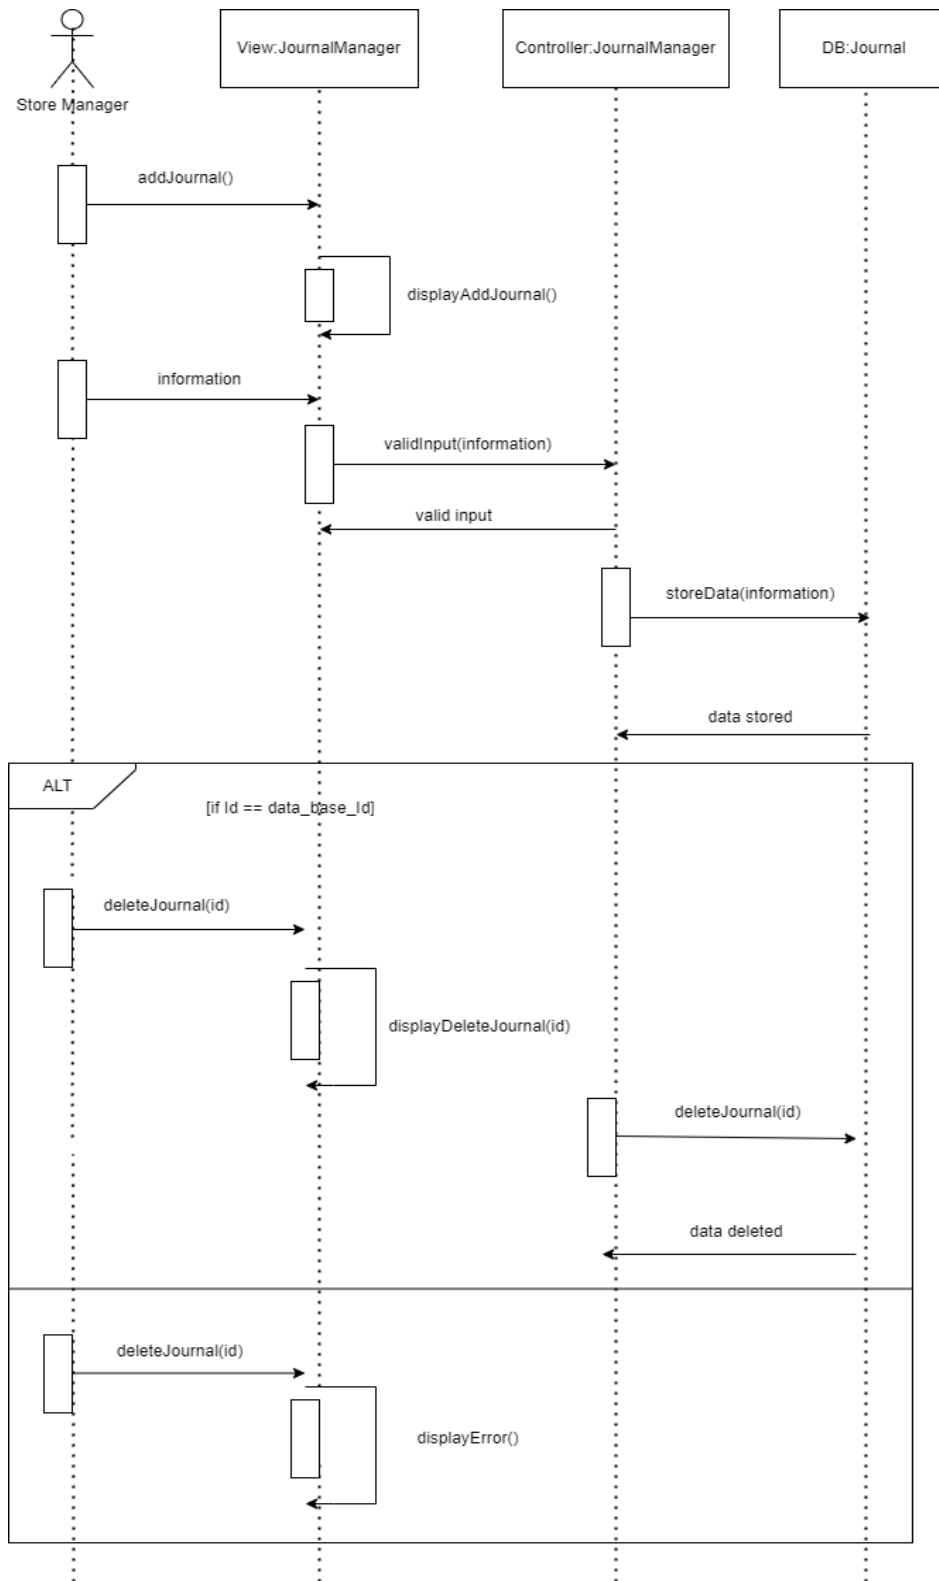 View:JournalManager
Controller:JournalManager
DB:Journal
Store Manager
addJournal()
displayAddJournal()
information
validInput(information)
valid input
storeData(information)
data stored
ALT
[if Id == data_base_Id]
deleteJournal(id)
displayDeleteJournal(id)
deleteJournal(id)
data deleted
deleteJournal(id)
displayError()